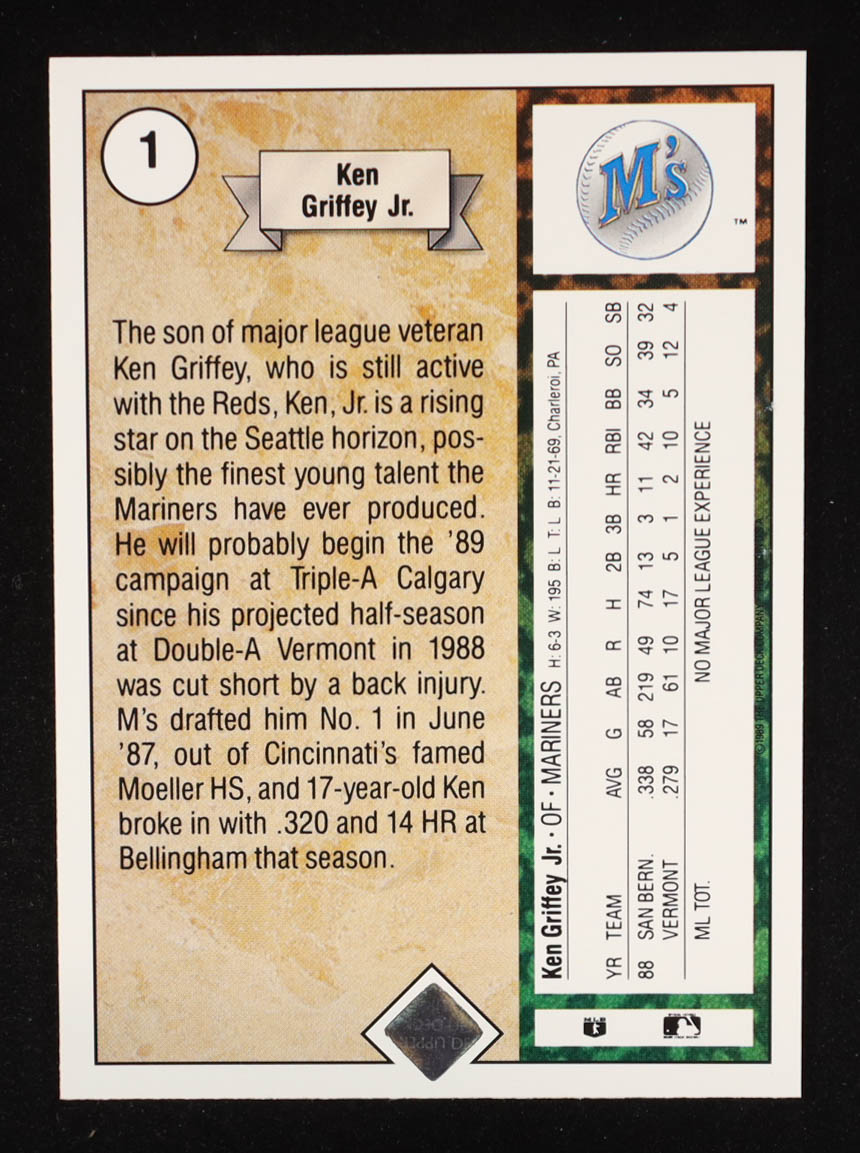 1
Ken
Griffey Jr.
The son of major league veteran
Ken Griffey, who is still active
with the Reds, Ken, Jr. is a rising
star on the Seattle horizon, pos-
sibly the finest young talent the
Mariners have ever produced.
He will probably begin the ’89
campaign at Triple-A Calgary
since his projected half-season
at Double-A Vermont in 1988
was cut short by a back injury.
M’s drafted him No. 1 in June
’87, out of Cincinnati’s famed
Moeller HS, and 17-year-old Ken
broke in with .320 and 14 HR at
Bellingham that season.
M’s
TM
Ken Griffey Jr. • OF • MARINERS H: 6-3 W: 195 B: L T: L B: 11-21-69, Charleroi, PA
YR TEAM AVG G AB R H 2B 3B HR RBI BB SO SB
88 SAN BERN. .338 58 219 49 74 13 3 11 42 34 39 32
VERMONT .279 17 61 10 17 5 1 2 10 5 12 4
ML TOT. NO MAJOR LEAGUE EXPERIENCE
©1989 THE UPPER DECK COMPANY